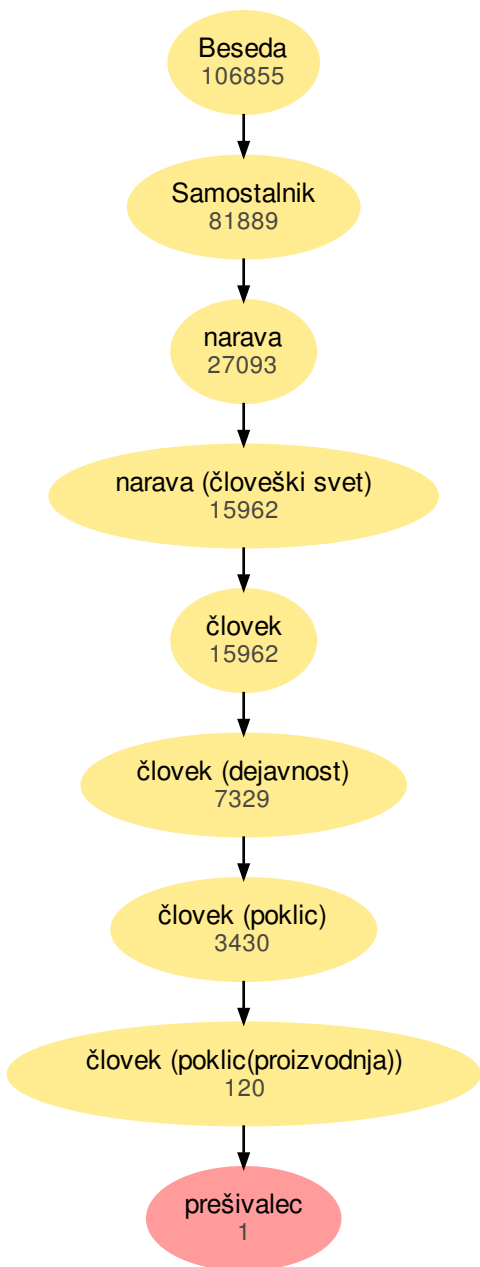 Beseda
106855
Samostalnik
81889
narava
27093
narava (človeški svet)
15962
človek
15962
človek (dejavnost)
7329
človek (poklic)
3430
človek (poklic(proizvodnja))
120
prešivalec
1